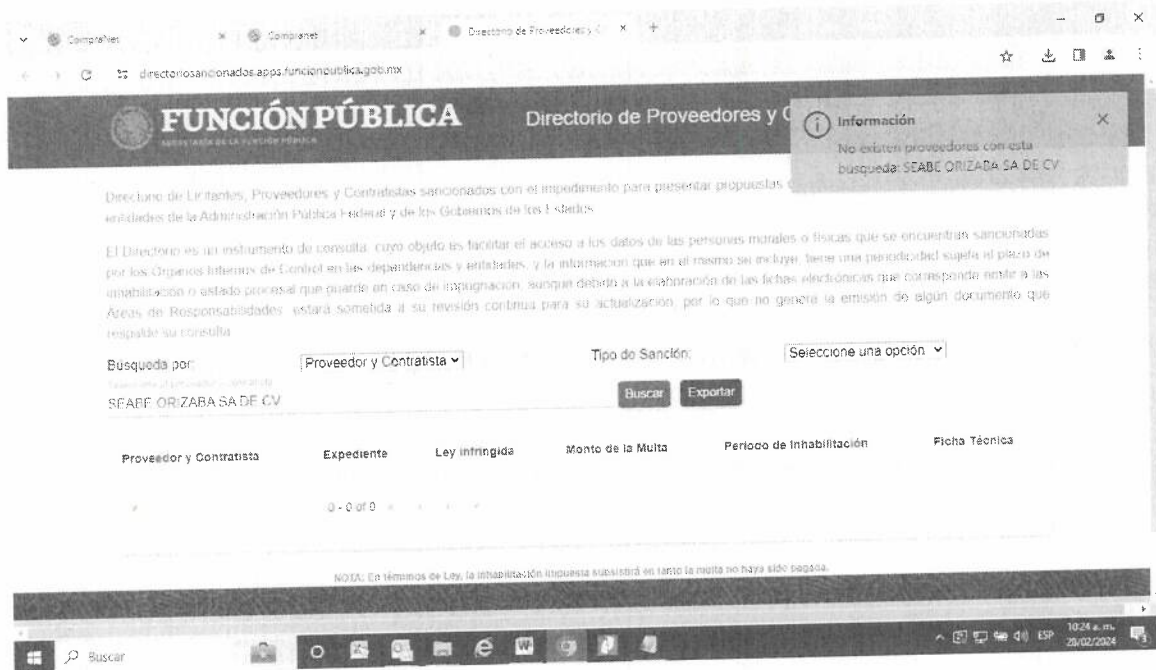 CompraNet
Compranet
Directorio de Proveedores y C
directoriosancionados.apps.funcionpublica.gob.mx
FUNCIÓN PÚBLICA
SECRETARÍA DE LA FUNCIÓN PÚBLICA
Directorio de Proveedores y C
Información
No existen proveedores con esta
búsqueda: SEABE ORIZABA SA DE CV
Directorio de Licitantes, Proveedores y Contratistas sancionados con el impedimento para presentar propuestas
entidades de la Administración Pública Federal y de los Gobiernos de los Estados
El Directorio es un instrumento de consulta, cuyo objeto es facilitar el acceso a los datos de las personas morales o físicas que se encuentran sancionadas
por los Órganos Internos de Control en las dependencias y entidades, y la información que en el mismo se incluye, tiene una periodicidad sujeta al plazo de
inhabilitación o estado procesal que guarde en caso de impugnación, aunque debido a la elaboración de las fichas electrónicas que corresponda emitir a las
Áreas de Responsabilidades, estará sometida a su revisión continua para su actualización, por lo que no genera la emisión de algún documento que
respalde su consulta
Búsqueda por:
Proveedor y Contratista
Tipo de Sanción:
Seleccione una opción
SEABE ORIZABA SA DE CV
Buscar
Exportar
Proveedor y Contratista
Expediente
Ley infringida
Monto de la Multa
Periodo de Inhabilitación
Ficha Técnica
0 - 0 of 0
NOTA: En términos de Ley, la inhabilitación impuesta subsistirá en tanto la multa no haya sido pagada.
Buscar
ESP
10:24 a. m.